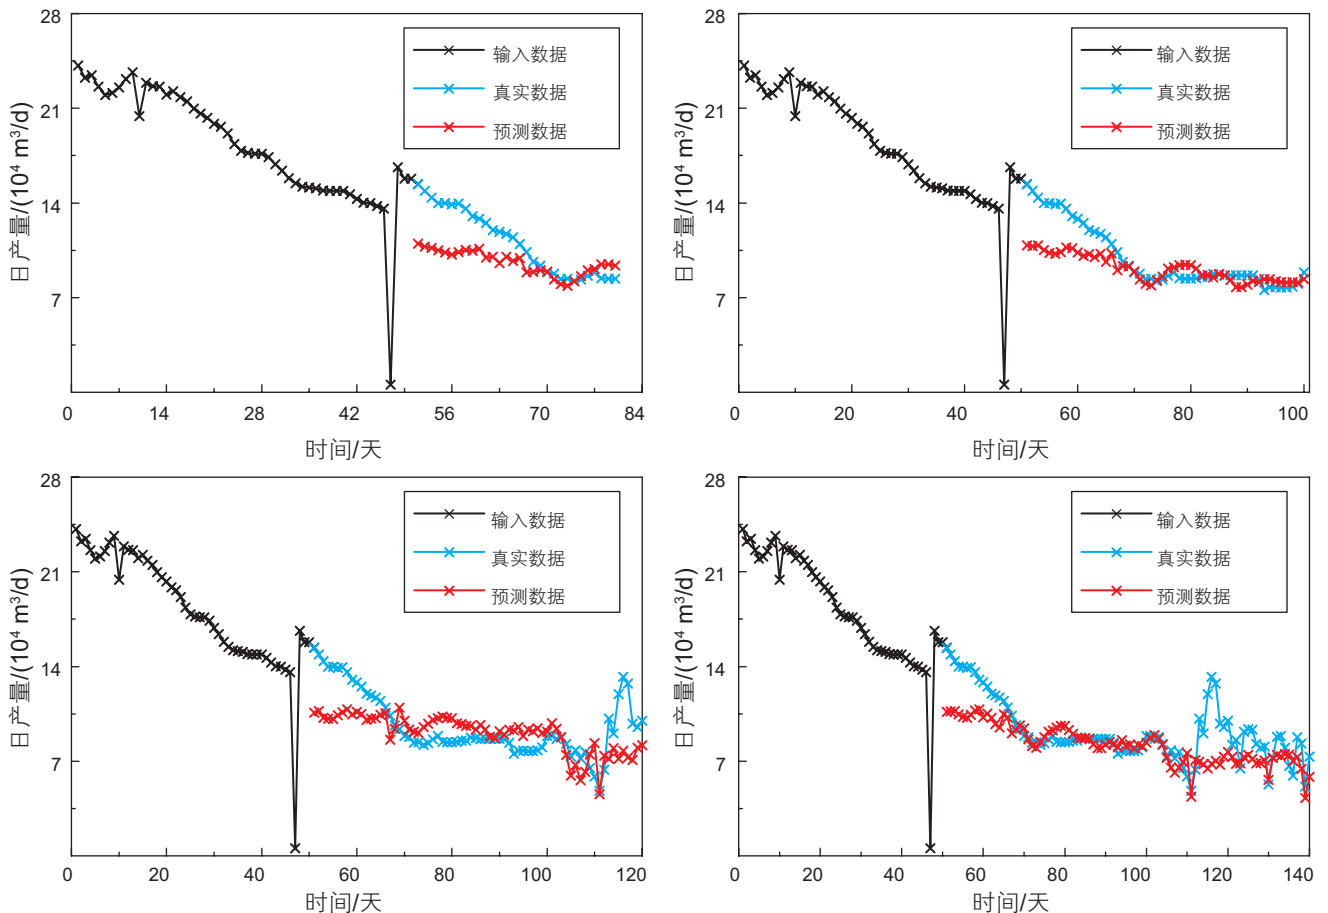 28
21
14
7
日产量/(10⁴ m³/d)
输入数据
真实数据
预测数据
0 14 28 42 56 70 84
时间/天
28
21
14
7
日产量/(10⁴ m³/d)
输入数据
真实数据
预测数据
0 20 40 60 80 100
时间/天
28
21
14
7
日产量/(10⁴ m³/d)
输入数据
真实数据
预测数据
0 20 40 60 80 100 120
时间/天
28
21
14
7
日产量/(10⁴ m³/d)
输入数据
真实数据
预测数据
0 20 40 60 80 100 120 140
时间/天